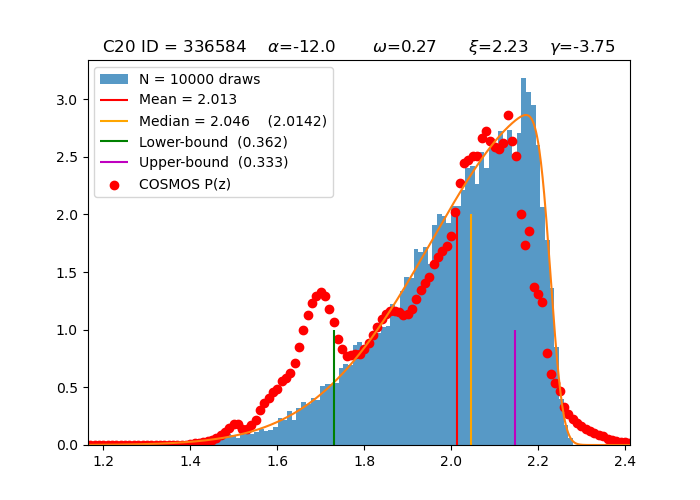 C20 ID = 336584 α=-12.0 ω=0.27 ξ=2.23 γ=-3.75
N = 10000 draws
Mean = 2.013
Median = 2.046 (2.0142)
Lower-bound (0.362)
Upper-bound (0.333)
COSMOS P(z)
3.0
2.5
2.0
1.5
1.0
0.5
0.0
1.2 1.4 1.6 1.8 2.0 2.2 2.4